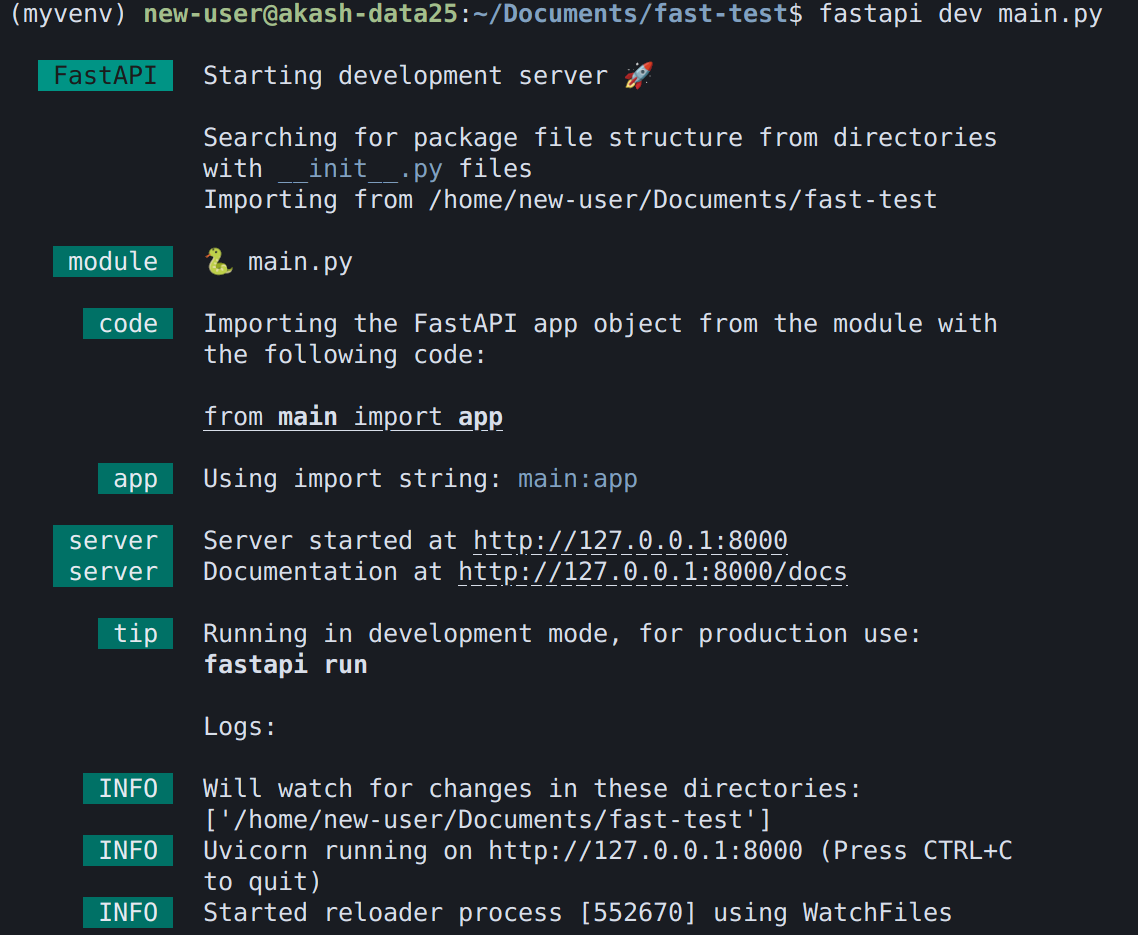 (myvenv) new-user@akash-data25:~/Documents/fast-test$ fastapi dev main.py
FastAPI Starting development server 🚀
Searching for package file structure from directories
with __init__.py files
Importing from /home/new-user/Documents/fast-test
module 🐍 main.py
code Importing the FastAPI app object from the module with
the following code:
from main import app
app Using import string: main:app
server Server started at http://127.0.0.1:8000
server Documentation at http://127.0.0.1:8000/docs
tip Running in development mode, for production use:
fastapi run
Logs:
INFO Will watch for changes in these directories:
['/home/new-user/Documents/fast-test']
INFO Uvicorn running on http://127.0.0.1:8000 (Press CTRL+C
to quit)
INFO Started reloader process [552670] using WatchFiles